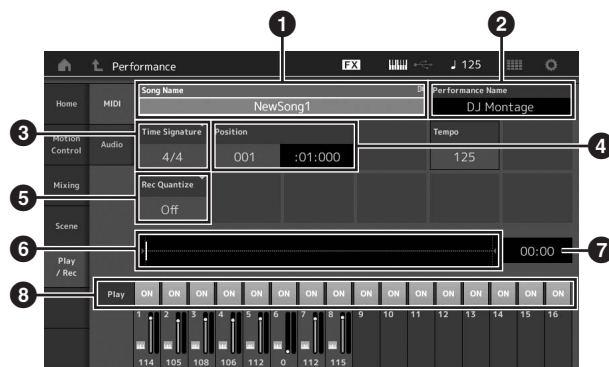 1 2
Performance FX 125
Song Name Performance Name
NewSong1 DJ Montage
Home MIDI
3 Time Signature Position Tempo 4
Motion Control Audio 4/4 001 :01:000 125
5 Rec Quantize
Mixing Off
Scene
6 00:00 7
Play / Rec
8 Play ON ON ON ON ON ON ON ON ON ON ON ON ON ON ON ON
1 2 3 4 5 6 7 8 9 10 11 12 13 14 15 16
114 105 108 106 112 0 112 115